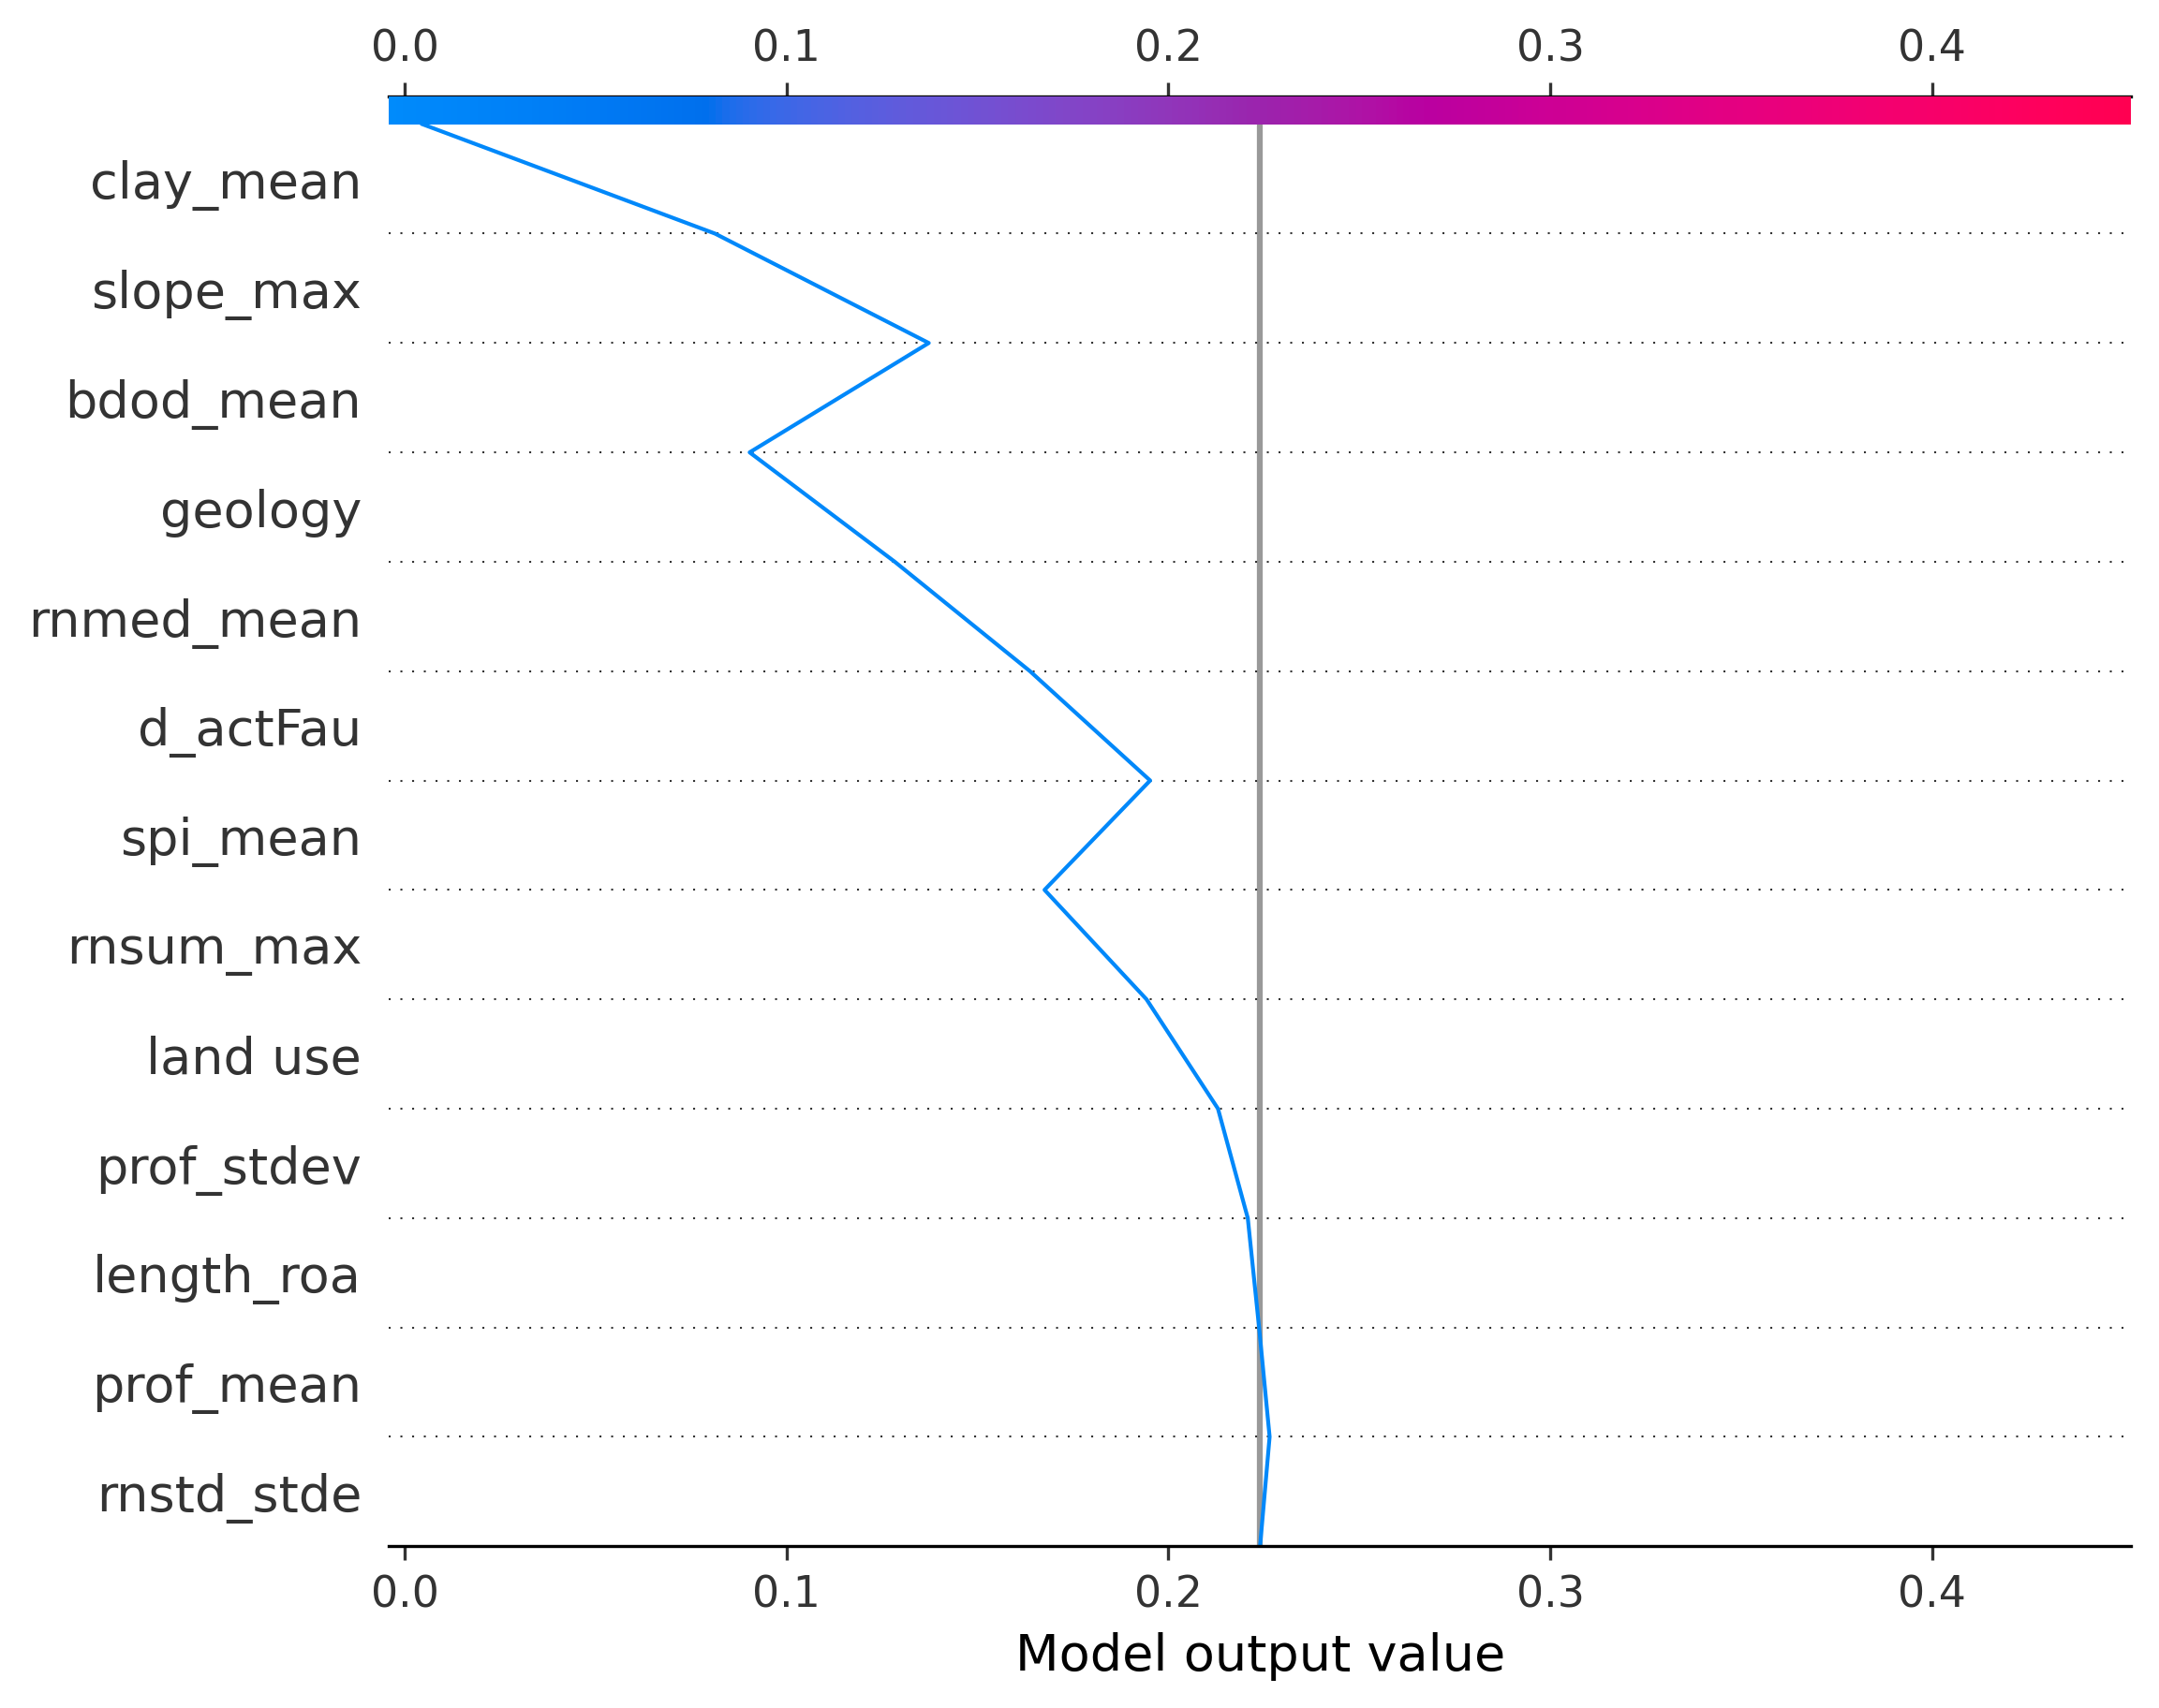 0.0 0.1 0.2 0.3 0.4
clay_mean
slope_max
bdod_mean
geology
rnmed_mean
d_actFau
spi_mean
rnsum_max
land use
prof_stdev
length_roa
prof_mean
rnstd_stde
0.0 0.1 0.2 0.3 0.4
Model output value